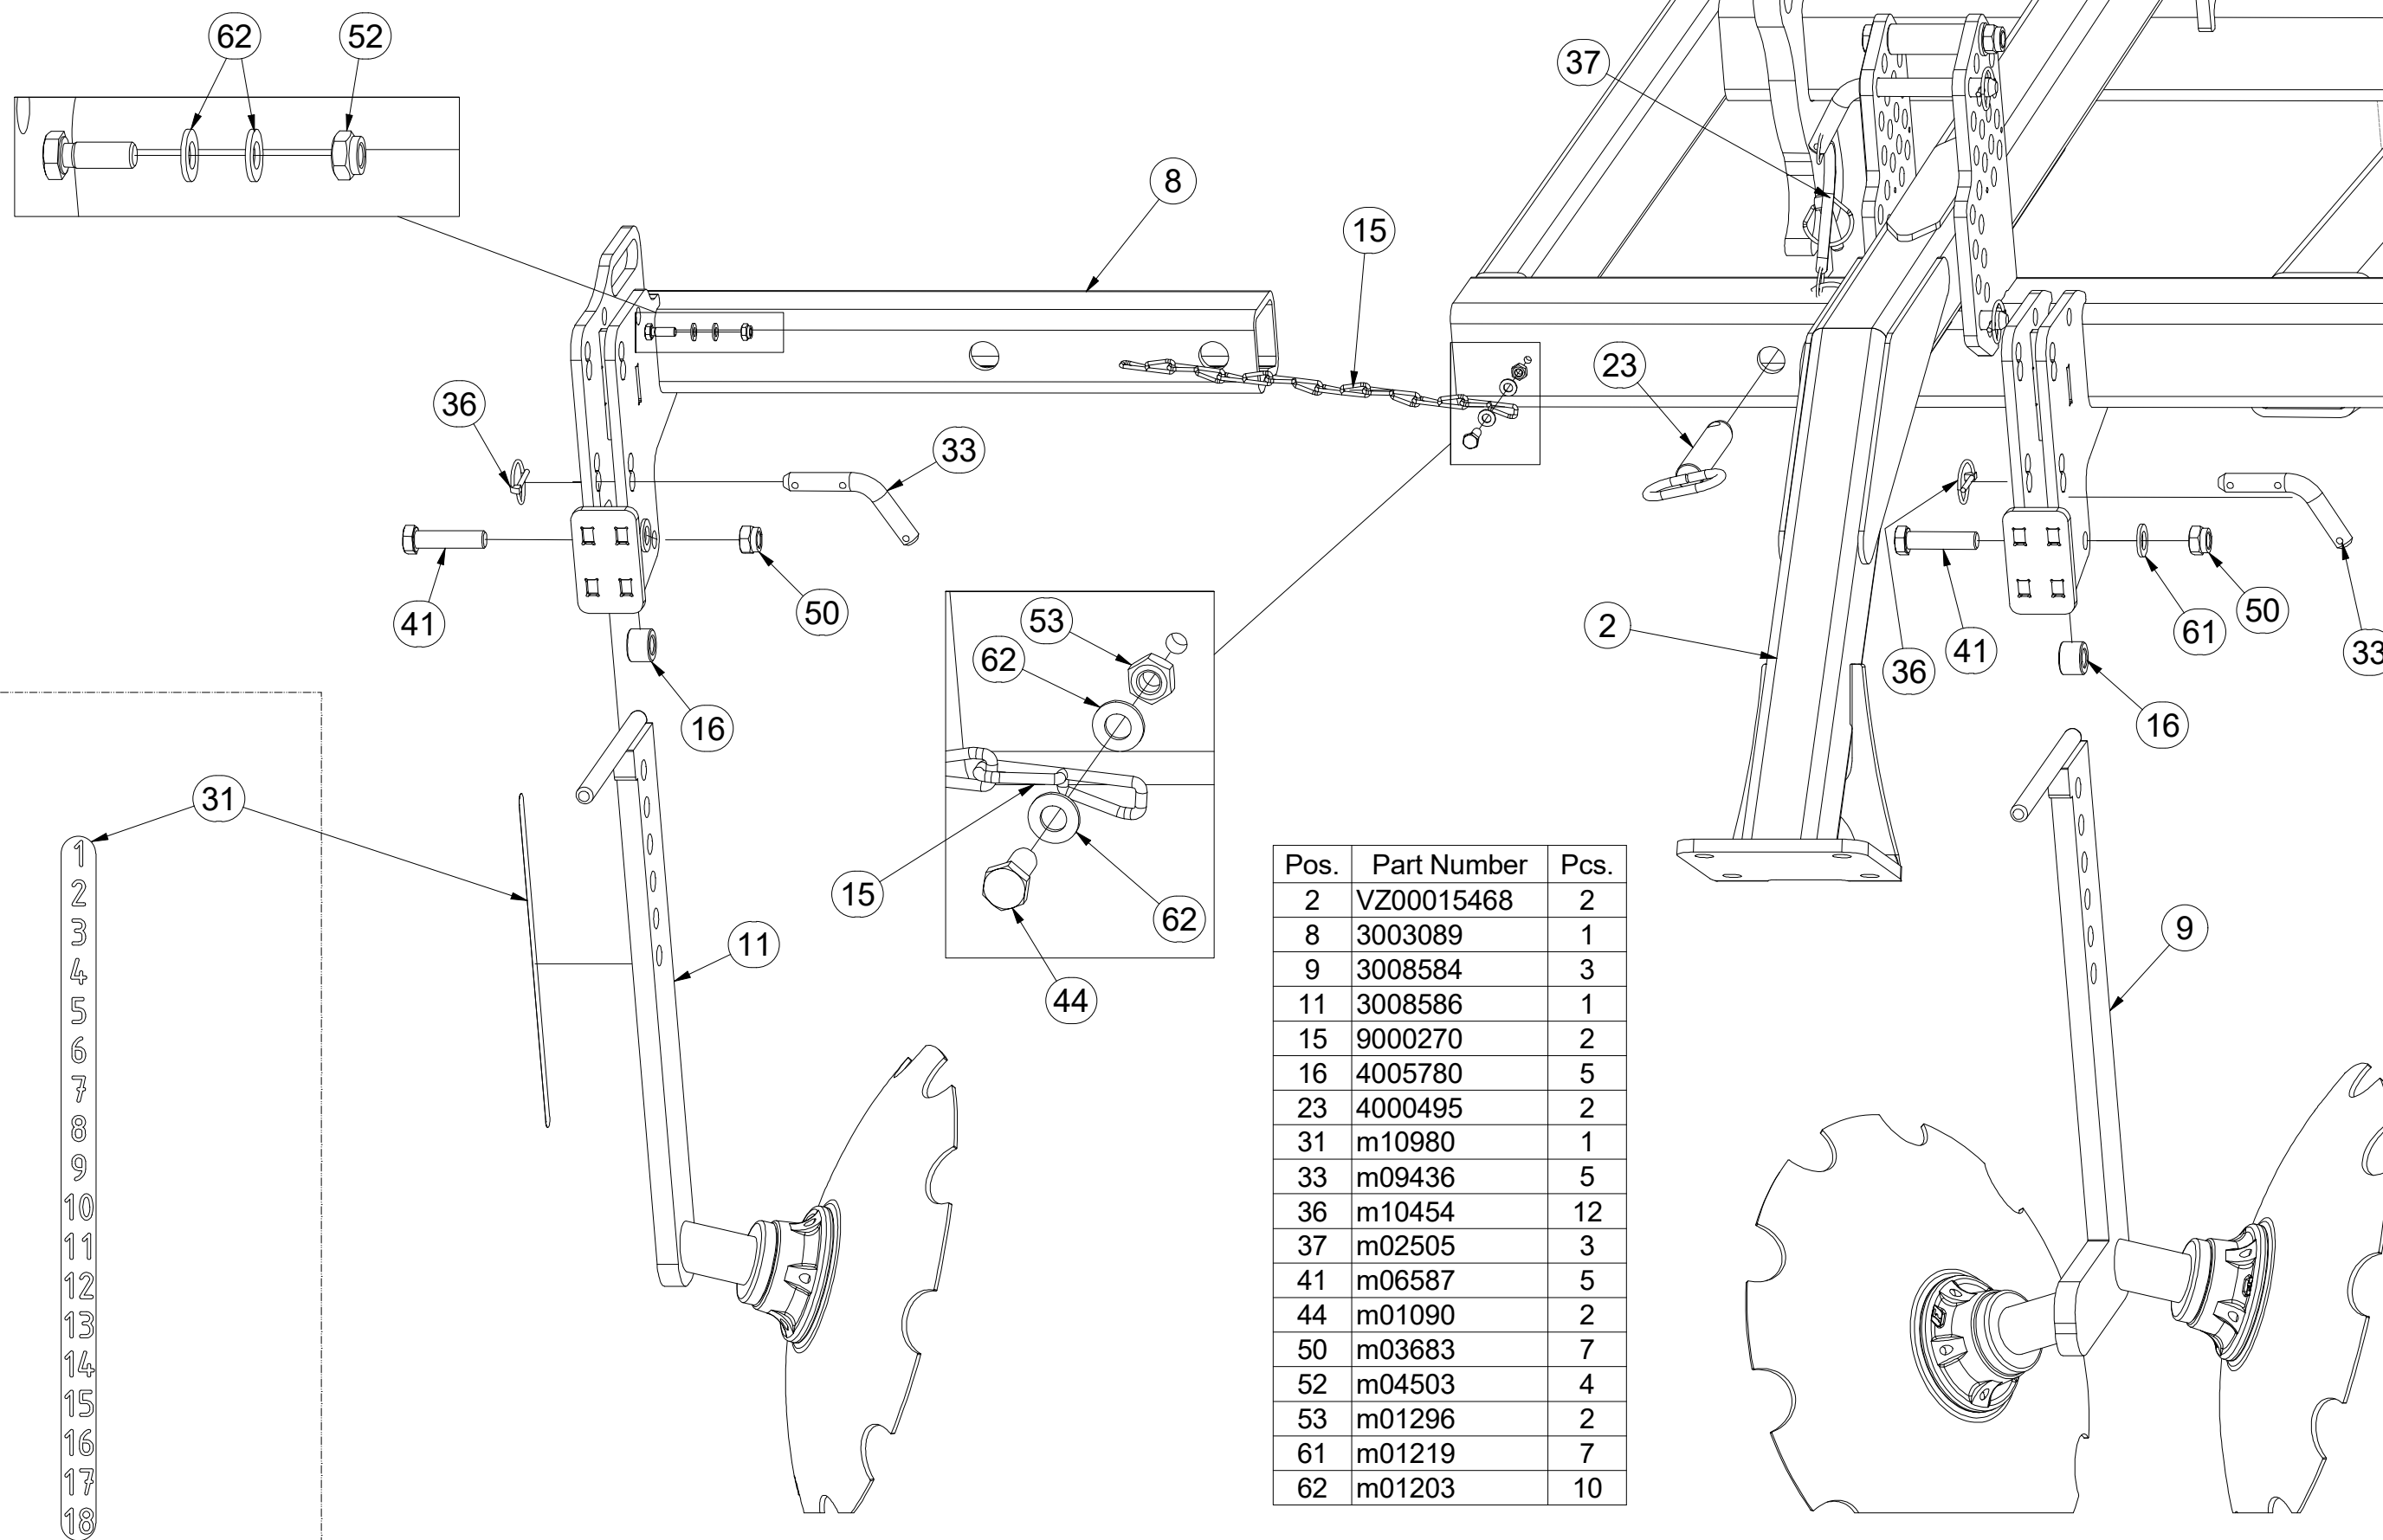 62
52
37
8
15
23
36
33
41
50
16
53
62
15
62
44
2
36
41
61
50
33
16
31
11
9
1
2
3
4
5
6
7
8
9
10
11
12
13
14
15
16
17
18
Pos. Part Number Pcs.
2 VZ00015468 2
8 3003089 1
9 3008584 3
11 3008586 1
15 9000270 2
16 4005780 5
23 4000495 2
31 m10980 1
33 m09436 5
36 m10454 12
37 m02505 3
41 m06587 5
44 m01090 2
50 m03683 7
52 m04503 4
53 m01296 2
61 m01219 7
62 m01203 10